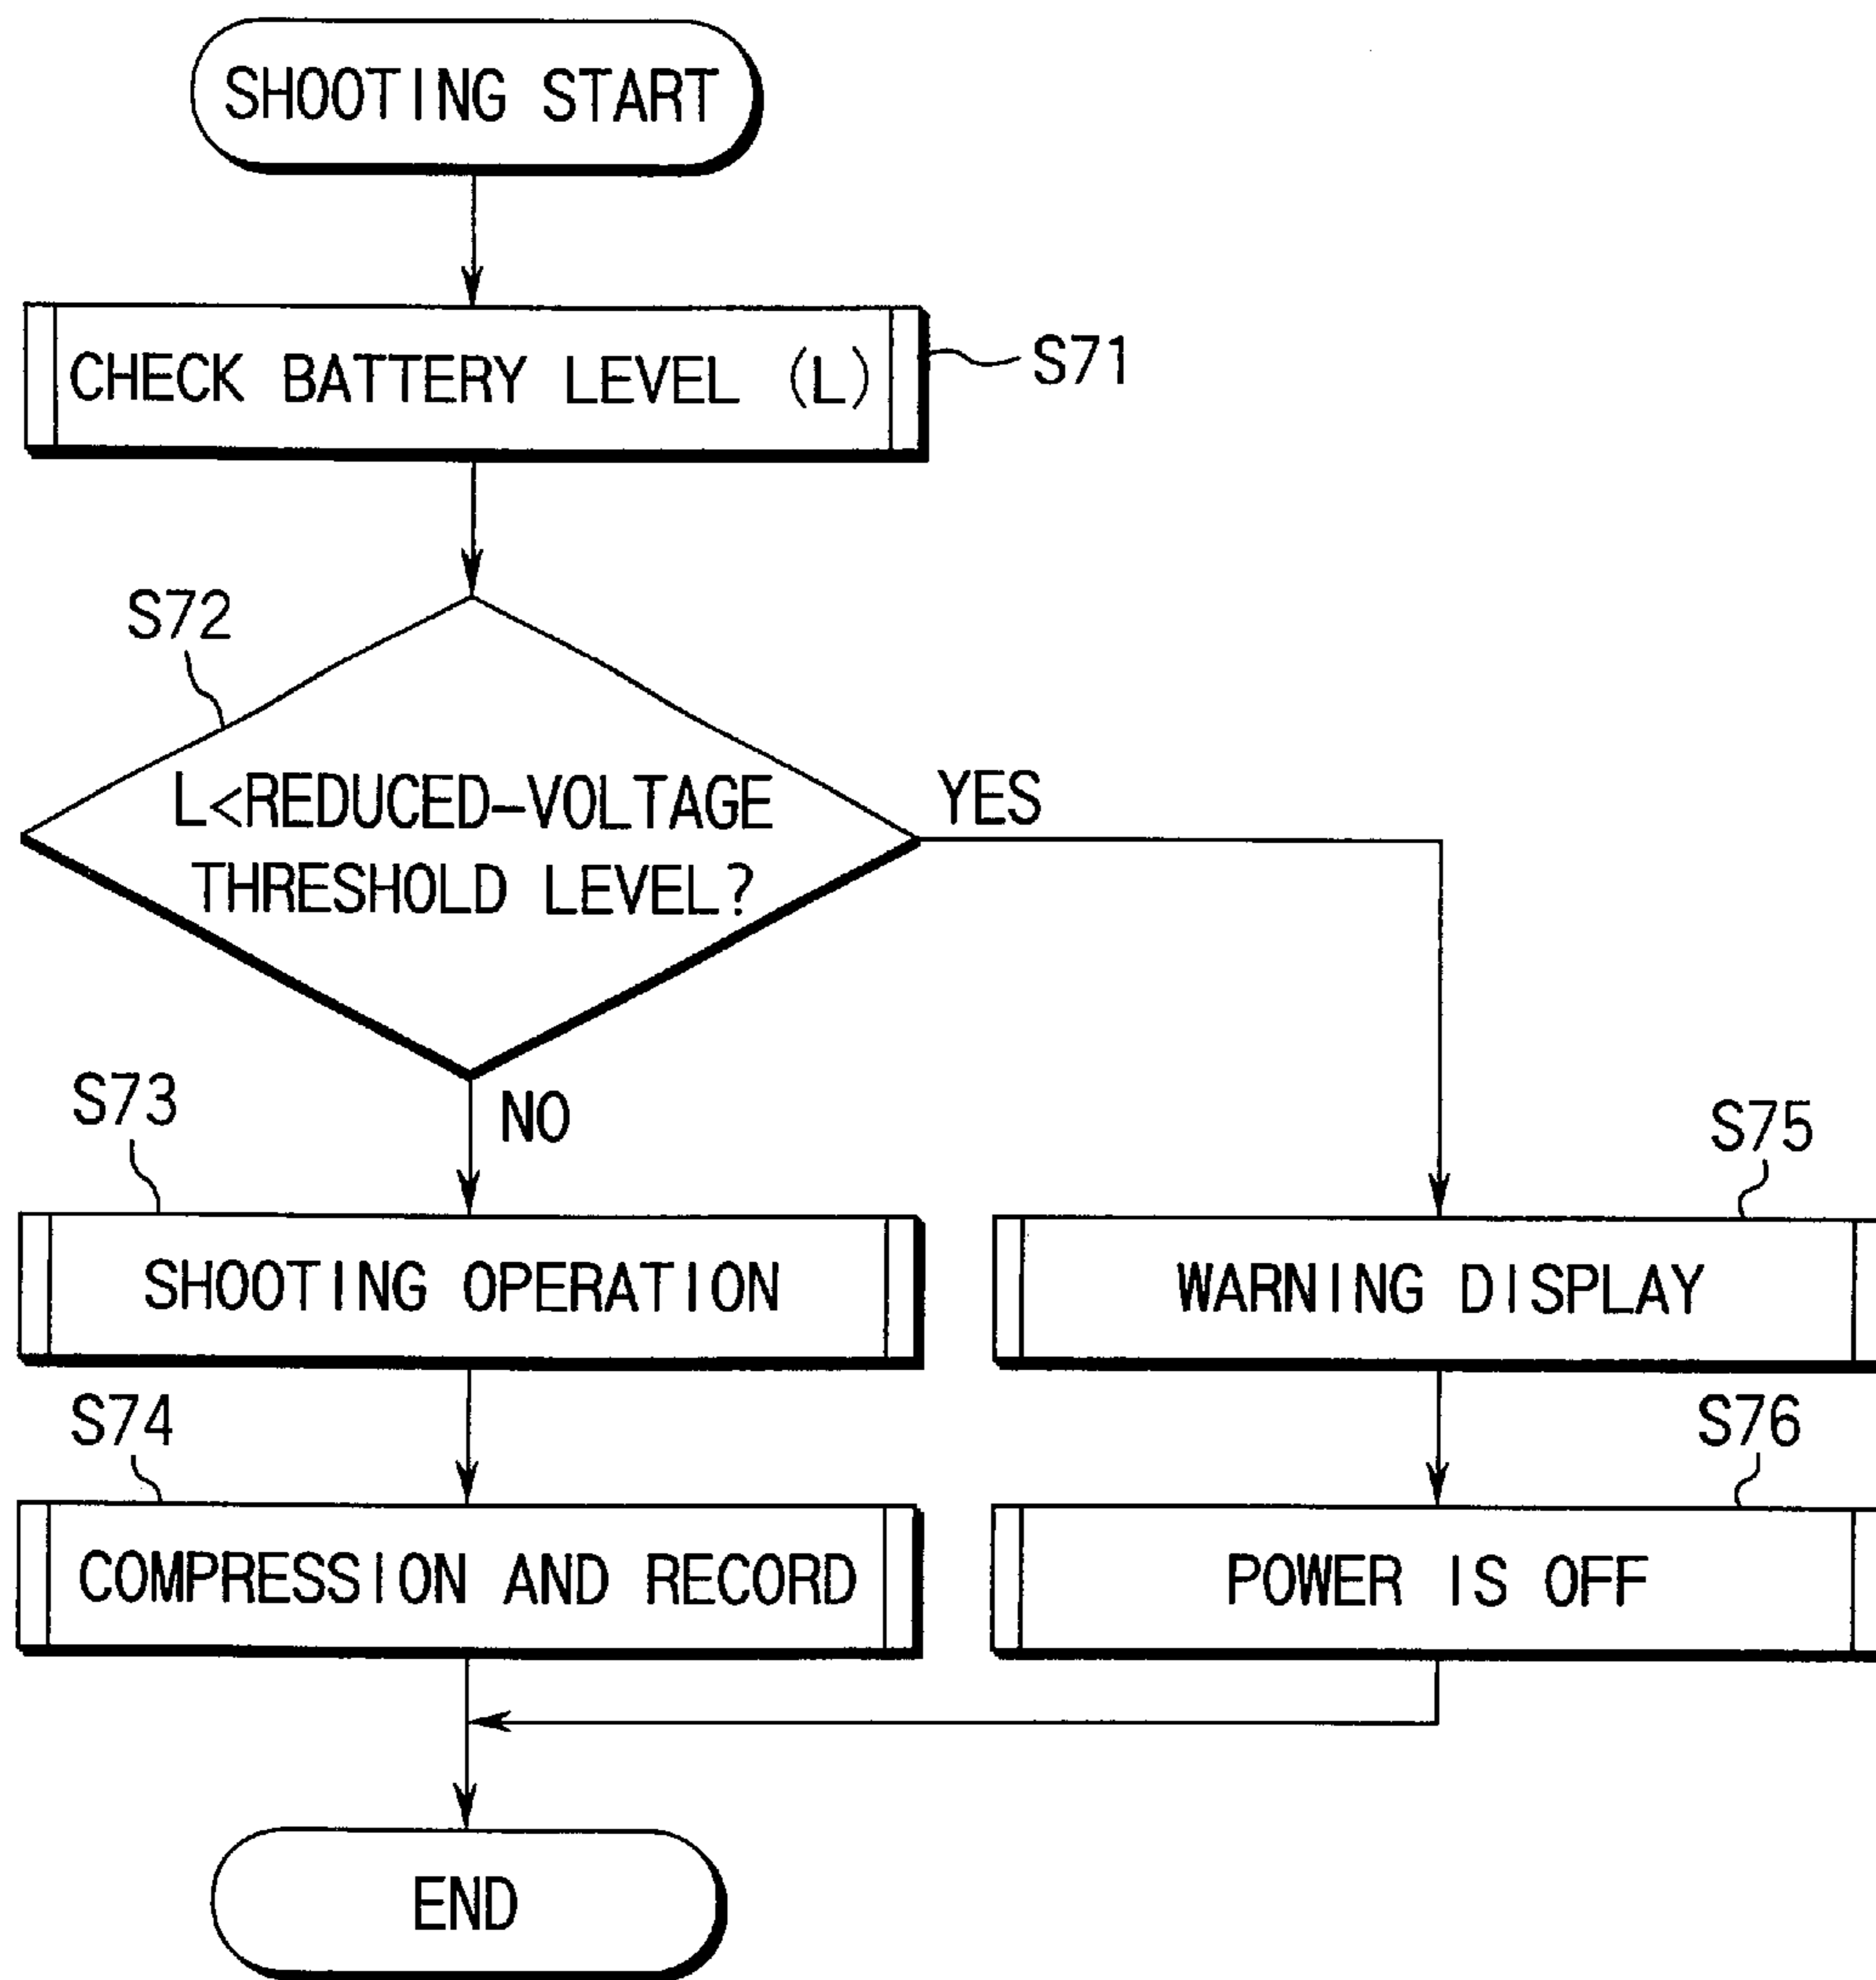 SHOOTING START
CHECK BATTERY LEVEL (L)
S71
S72
L<REDUCED-VOLTAGE
THRESHOLD LEVEL?
YES
NO
S73
SHOOTING OPERATION
S75
WARNING DISPLAY
S74
COMPRESSION AND RECORD
S76
POWER IS OFF
END